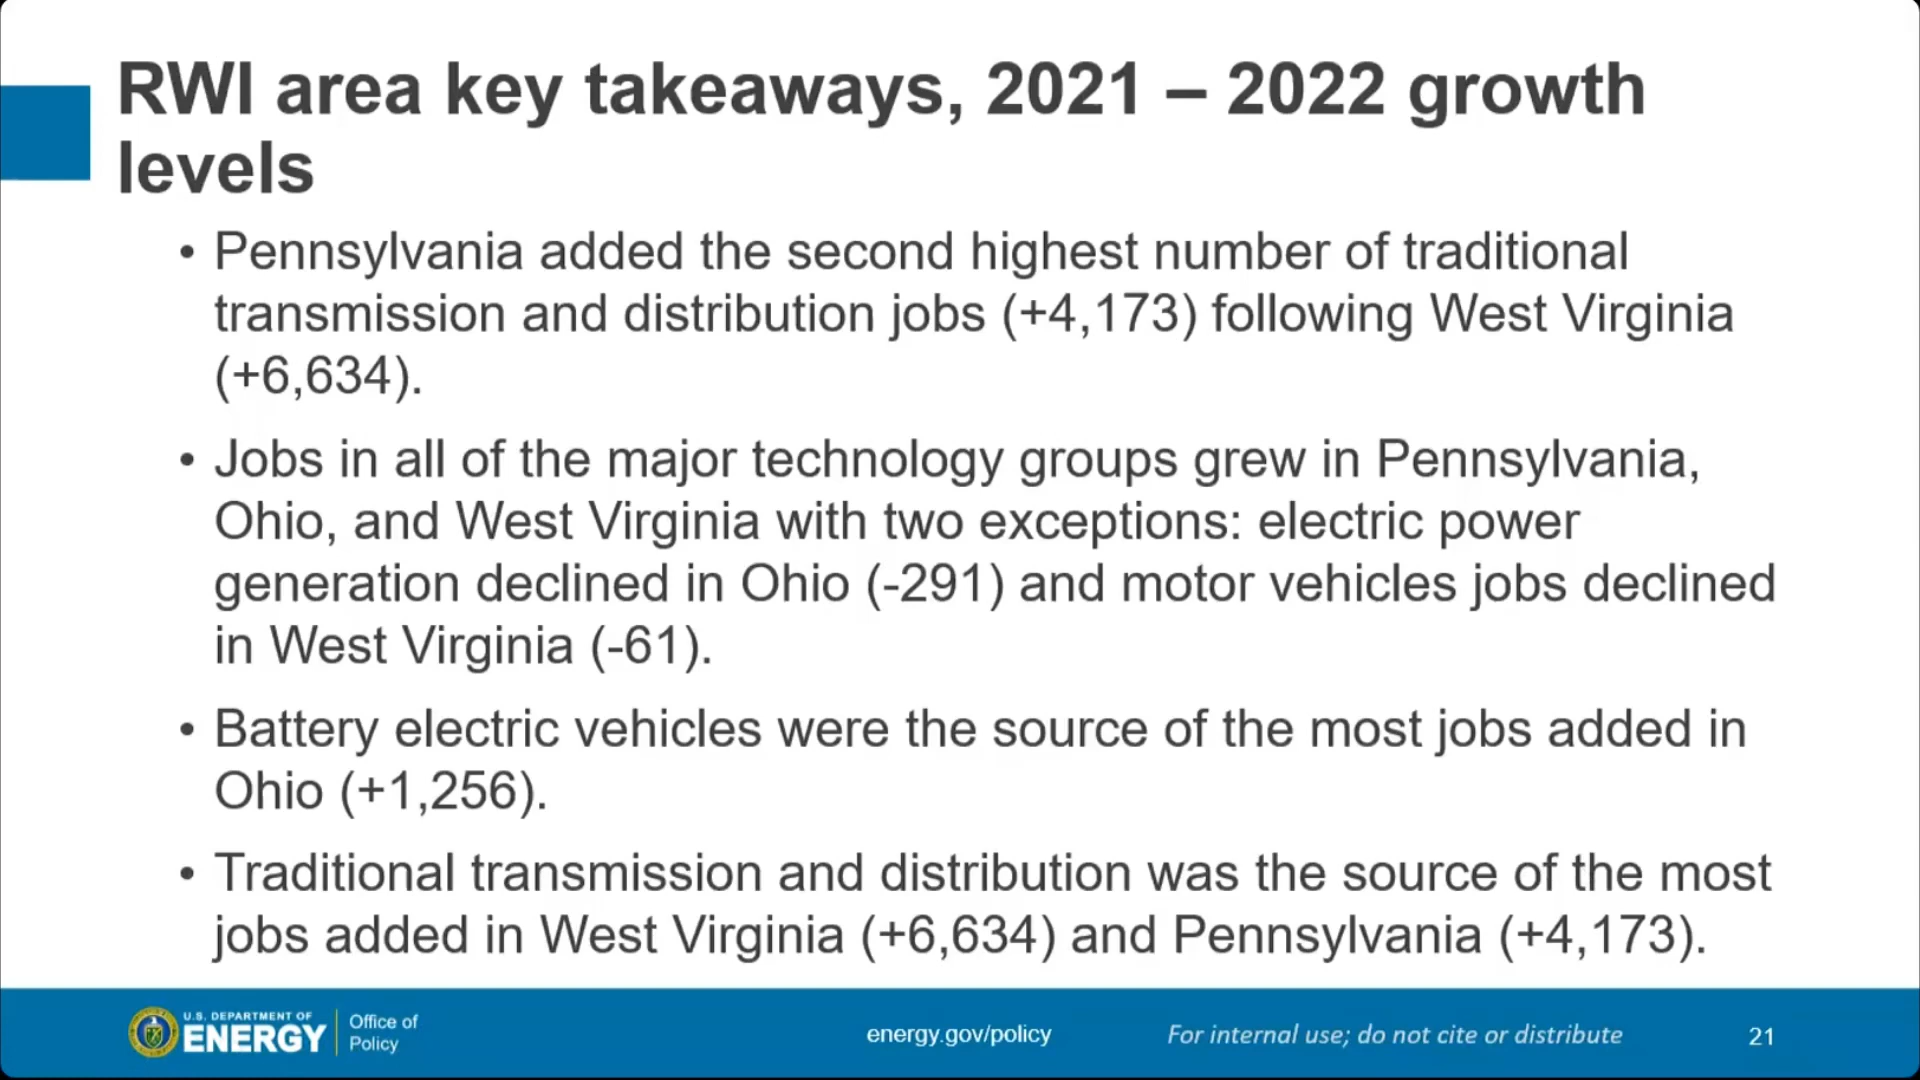 RWI area key takeaways, 2021 – 2022 growth
levels
• Pennsylvania added the second highest number of traditional
transmission and distribution jobs (+4,173) following West Virginia
(+6,634).
• Jobs in all of the major technology groups grew in Pennsylvania,
Ohio, and West Virginia with two exceptions: electric power
generation declined in Ohio (-291) and motor vehicles jobs declined
in West Virginia (-61).
• Battery electric vehicles were the source of the most jobs added in
Ohio (+1,256).
• Traditional transmission and distribution was the source of the most
jobs added in West Virginia (+6,634) and Pennsylvania (+4,173).
U.S. DEPARTMENT OF
ENERGY
Office of
Policy
energy.gov/policy
For internal use; do not cite or distribute
21